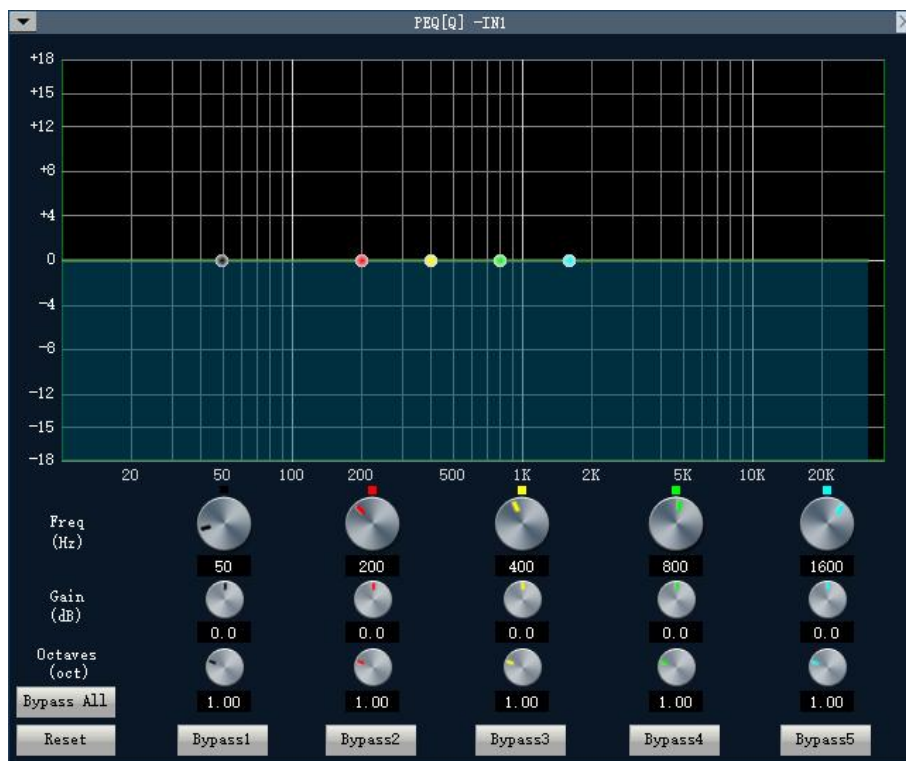 PEQ[Q] -IN1
+18
+15
+12
+8
+4
0
-4
-8
-12
-15
-18
20 50 100 200 500 1K 2K 5K 10K 20K
Freq
(Hz)
50 200 400 800 1600
Gain
(dB)
0.0 0.0 0.0 0.0 0.0
Octaves
(oct)
1.00 1.00 1.00 1.00 1.00
Bypass All
Reset Bypass1 Bypass2 Bypass3 Bypass4 Bypass5